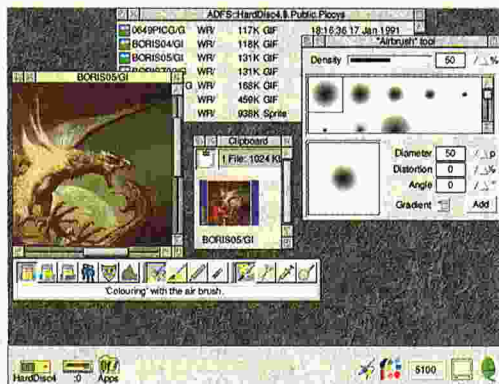 ADFS::HardDisc4.$.Public.Piccys
0649PICC/G WR/ 117K GIF 18:16:36 17 Jan 1991
BORIS04/GI WR/ 118K GIF
BORIS05/GI WR/ 131K GIF
WR/ 131K GIF
G WR/ 168K GIF
WR/ 459K GIF
WR/ 938K Sprite
"Airbrush" tool
Density 50 %
BORIS05/GI
Clipboard
1 File: 1024 K
BORIS05/GI
Diameter 50 p
Distortion 0 %
Angle 0
Gradient Add
'Colouring' with the air brush.
HardDisc4 :0 Apps 5100